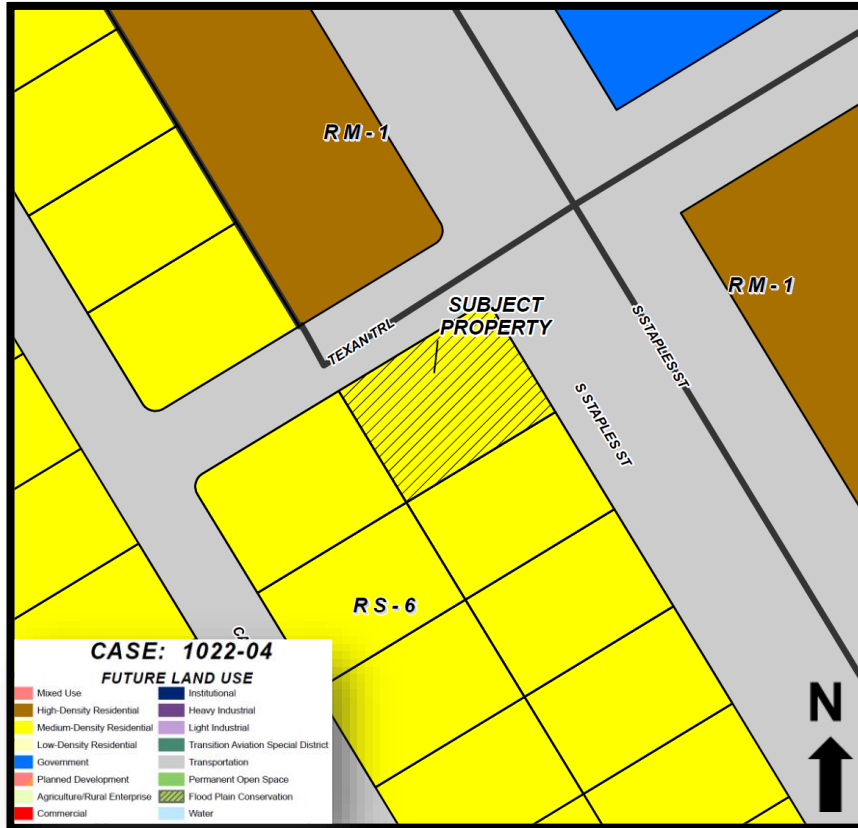 RM-1
RM-1
SUBJECT
PROPERTY
TEXAN TRL
S STAPLES ST
S STAPLES ST
RS-6
CASE: 1022-04
FUTURE LAND USE
Mixed Use
High-Density Residential
Medium-Density Residential
Low-Density Residential
Government
Planned Development
Agriculture/Rural Enterprise
Commercial
Institutional
Heavy Industrial
Light Industrial
Transition Aviation Special District
Transportation
Permanent Open Space
Flood Plain Conservation
Water
N